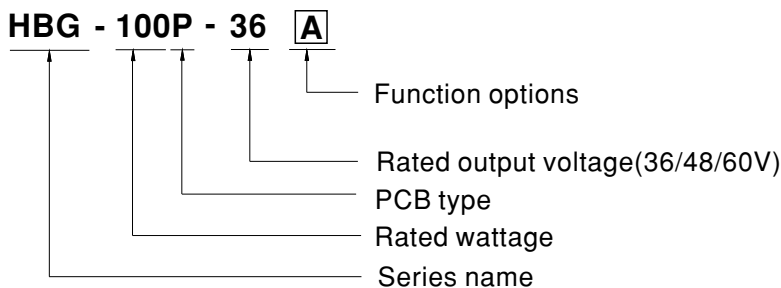 HBG - 100P - 36 A
Function options
Rated output voltage(36/48/60V)
PCB type
Rated wattage
Series name